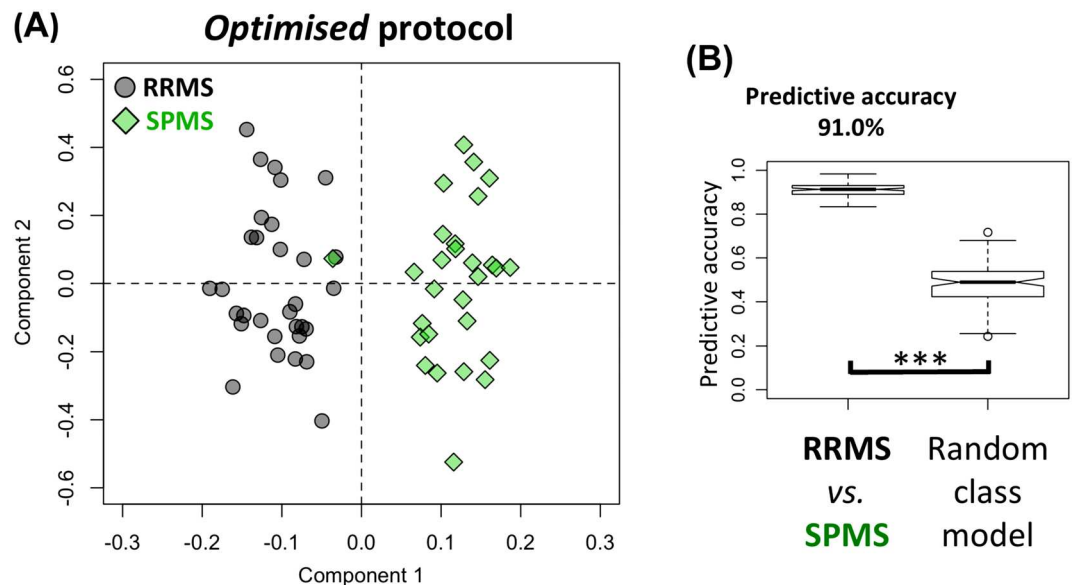 (A)
Optimised protocol
RRMS
SPMS
Component 2
0.6
0.4
0.2
0.0
-0.2
-0.4
-0.6
-0.3
-0.2
-0.1
0.0
0.1
0.2
0.3
Component 1
(B)
Predictive accuracy
91.0%
Predictive accuracy
1.0
0.8
0.6
0.4
0.2
0.0
***
RRMS
vs.
SPMS
Random
class
model